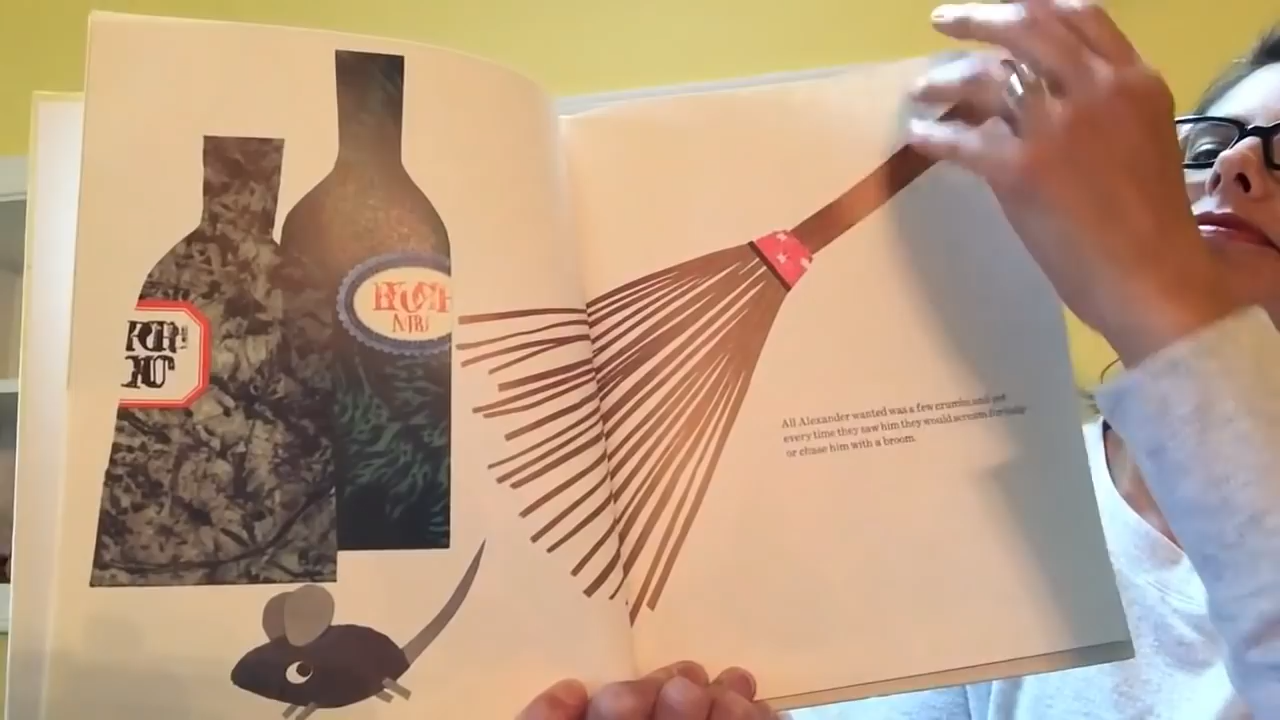 All Alexander wanted was a few crumbs and yet
every time they saw him they would scream for help
or chase him with a broom.